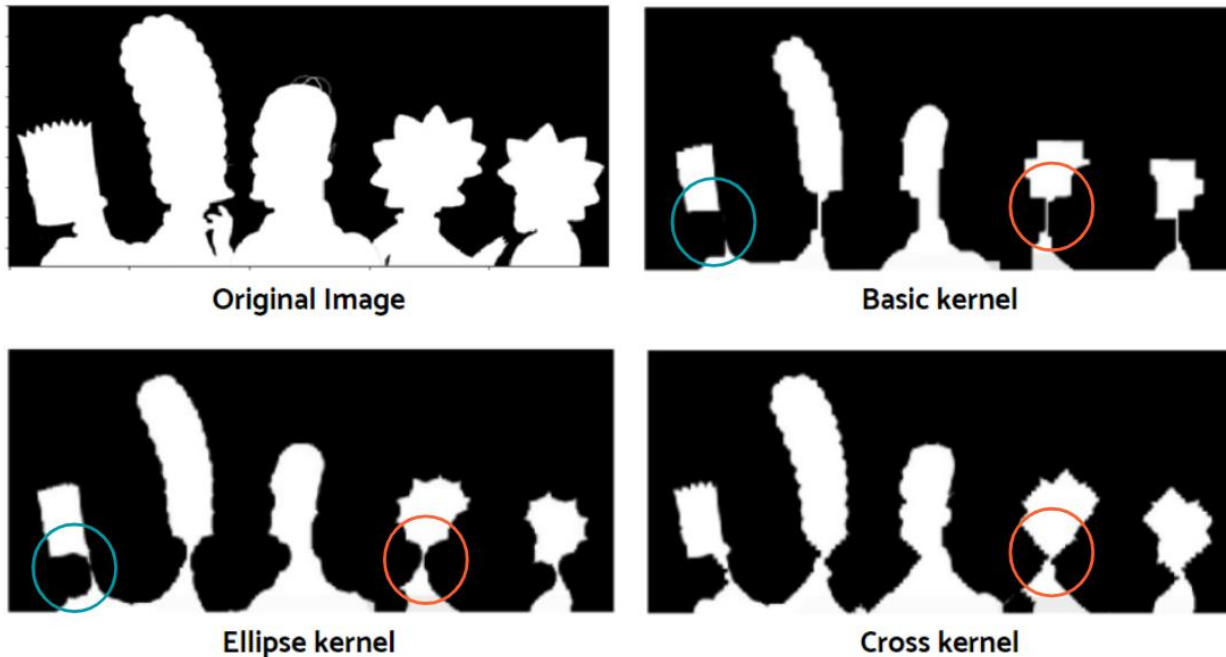 Original Image
Basic kernel
Ellipse kernel
Cross kernel